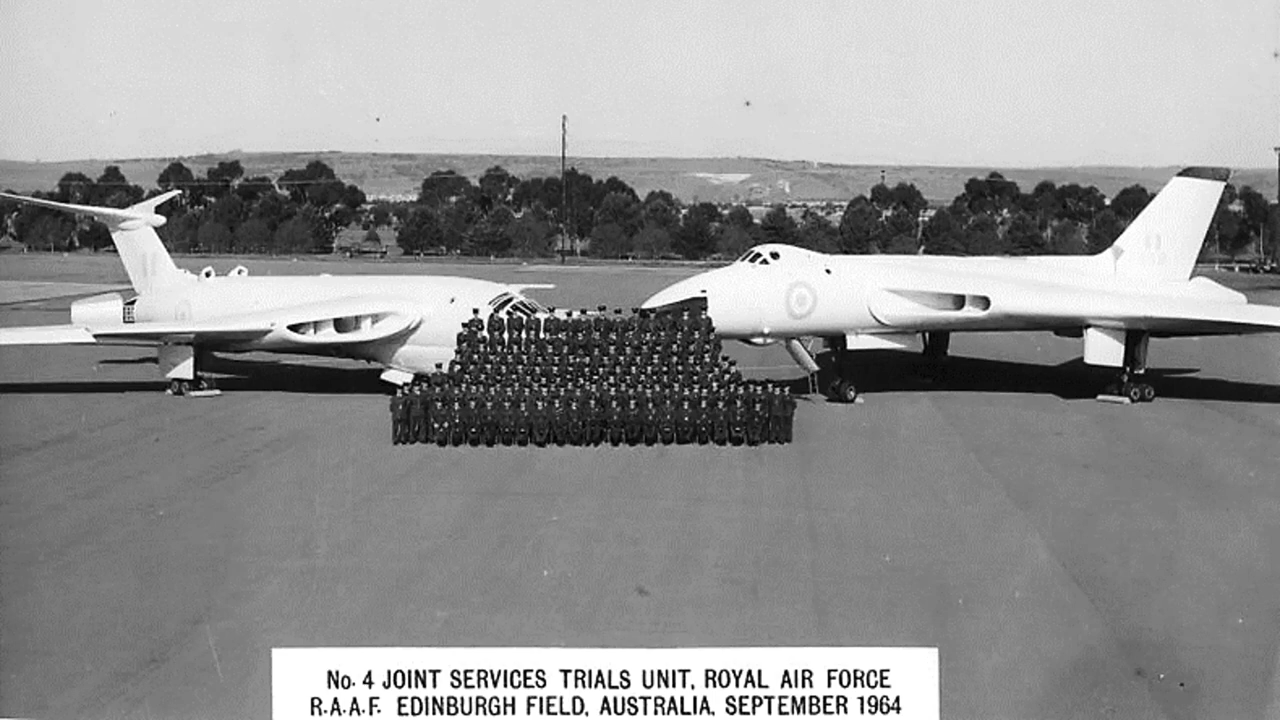 No. 4 JOINT SERVICES TRIALS UNIT, ROYAL AIR FORCE
R.A.A.F. EDINBURGH FIELD, AUSTRALIA, SEPTEMBER 1964